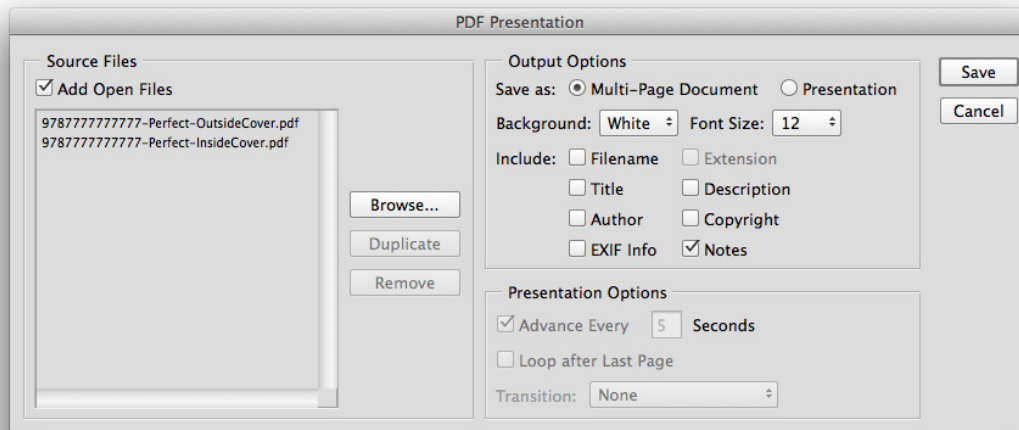 PDF Presentation
Source Files
Add Open Files
9787777777777-Perfect-OutsideCover.pdf
9787777777777-Perfect-InsideCover.pdf
Browse...
Duplicate
Remove
Output Options
Save as: Multi-Page Document Presentation
Background: White Font Size: 12
Include: Filename Extension
Title Description
Author Copyright
EXIF Info Notes
Presentation Options
Advance Every 5 Seconds
Loop after Last Page
Transition: None
Save
Cancel